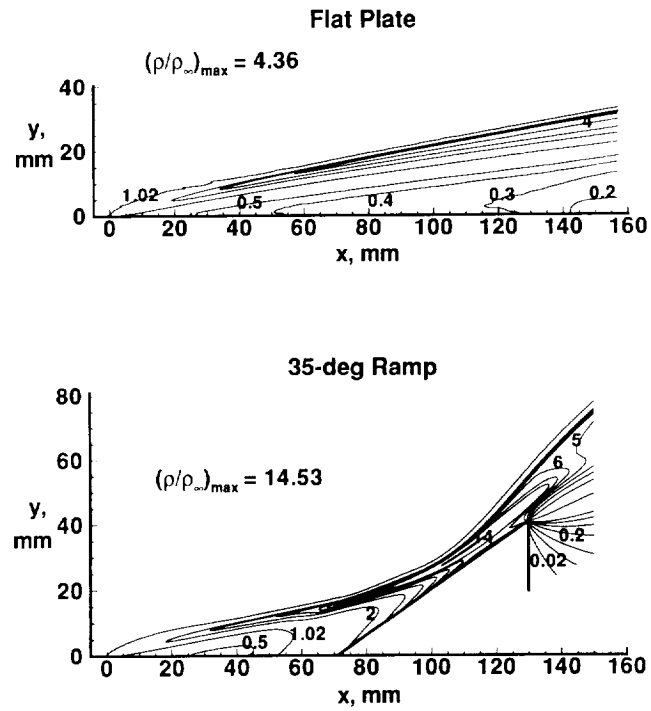 Flat Plate
(ρ/ρ∞)max = 4.36
40
y,
mm
20
0
1.02
0.5
0.4
0.3
0.2
4
0 20 40 60 80 100 120 140 160
x, mm
35-deg Ramp
80
60
(ρ/ρ∞)max = 14.53
y,
mm
40
20
0
5
6
14
0.2
0.02
2
1.02
0.5
0 20 40 60 80 100 120 140 160
x, mm